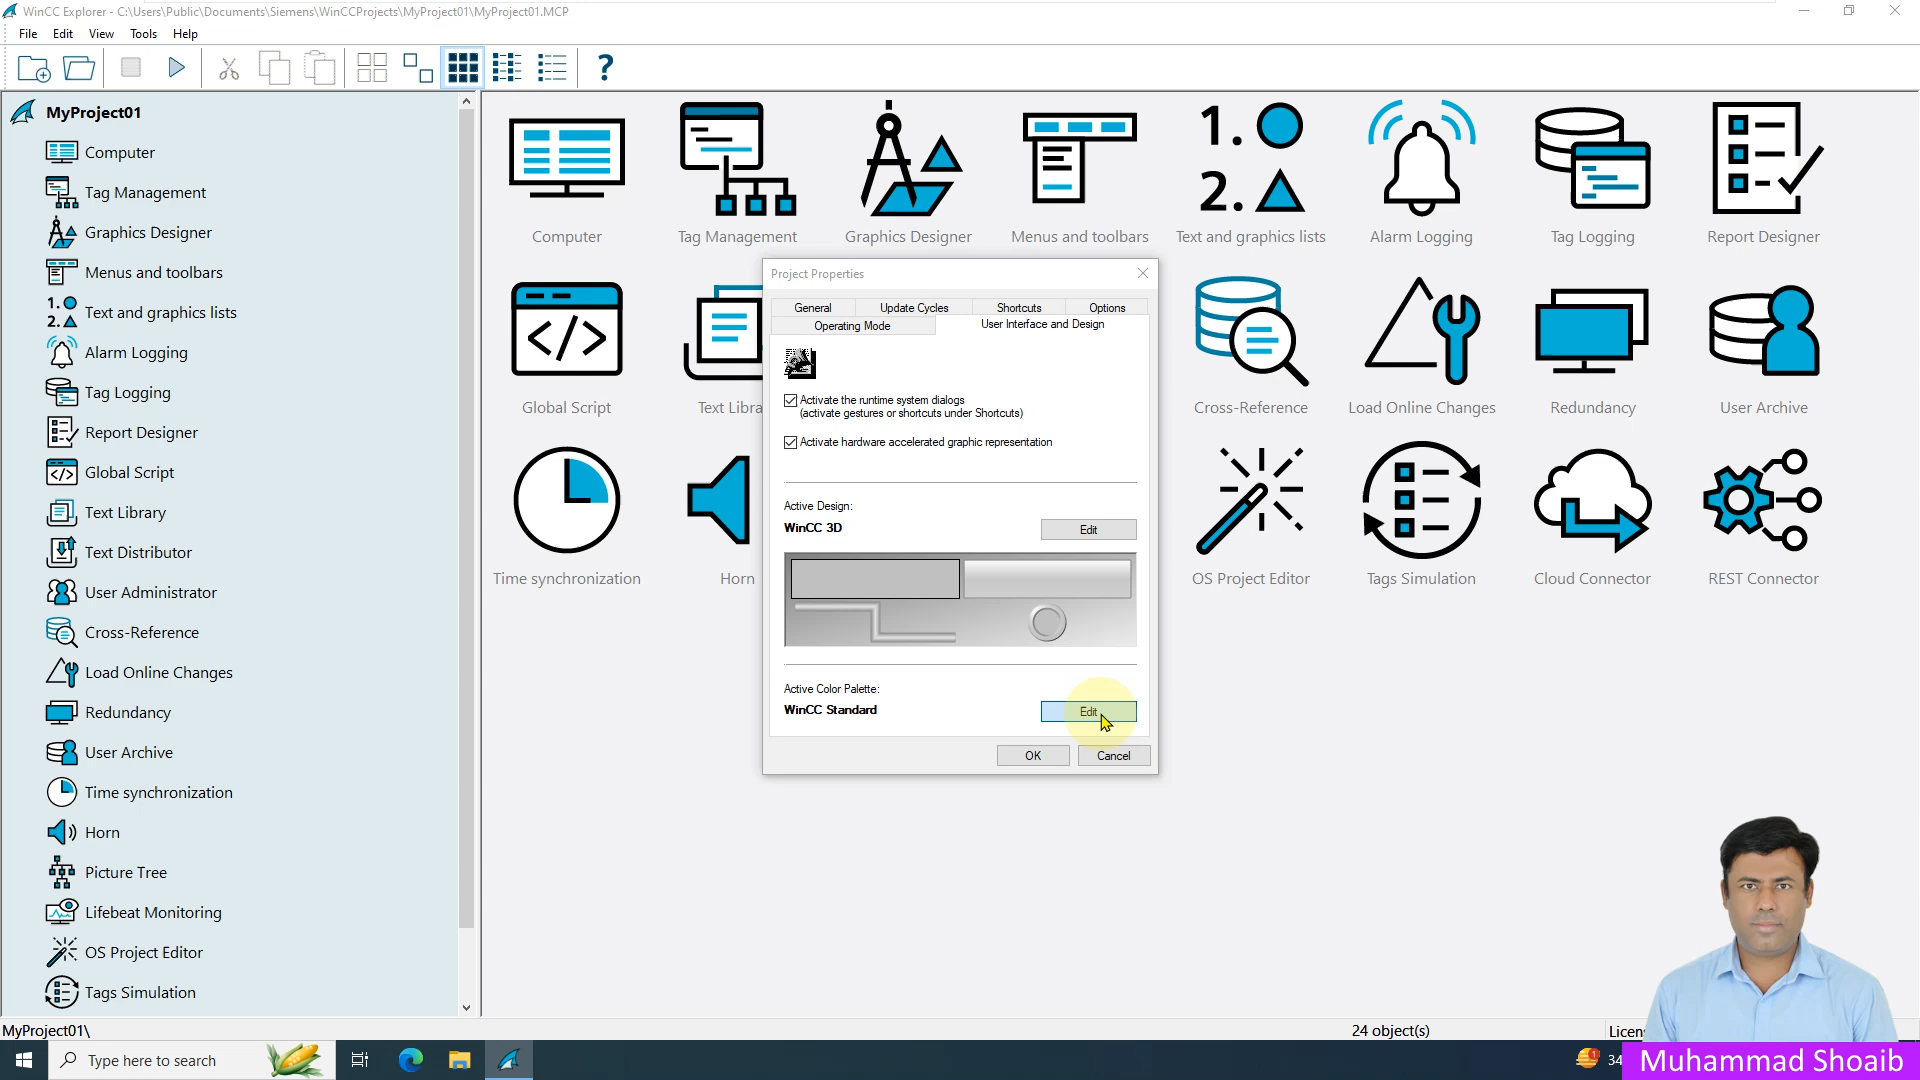 WinCC Explorer - C:\Users\Public\Documents\Siemens\WinCCProjects\MyProject01\MyProject01.MCP
File Edit View Tools Help
?
MyProject01
Computer
Tag Management
Graphics Designer
Menus and toolbars
1. 2. Text and graphics lists
Alarm Logging
Tag Logging
Report Designer
Global Script
Text Library
Text Distributor
User Administrator
Cross-Reference
Load Online Changes
Redundancy
User Archive
Time synchronization
Horn
Picture Tree
Lifebeat Monitoring
OS Project Editor
Tags Simulation
1.
2.
Computer Tag Management Graphics Designer Menus and toolbars Text and graphics lists Alarm Logging Tag Logging Report Designer
Global Script Text Libra Cross-Reference Load Online Changes Redundancy User Archive
Time synchronization Horn OS Project Editor Tags Simulation Cloud Connector REST Connector
Project Properties
General Update Cycles Shortcuts Options
Operating Mode User Interface and Design
Activate the runtime system dialogs
(activate gestures or shortcuts under Shortcuts)
Activate hardware accelerated graphic representation
Active Design:
WinCC 3D Edit
Active Color Palette:
WinCC Standard Edit
OK Cancel
MyProject01\ 24 object(s) Licen
Type here to search
1 34
Muhammad Shoaib